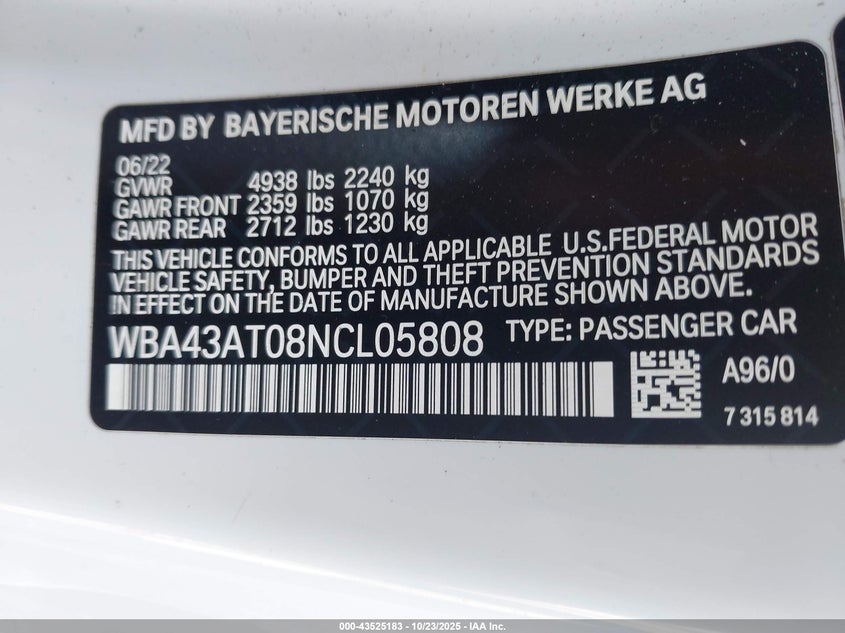 MFD BY BAYERISCHE MOTOREN WERKE AG
06/22
GVWR 4938 lbs 2240 kg
GAWR FRONT 2359 lbs 1070 kg
GAWR REAR 2712 lbs 1230 kg
THIS VEHICLE CONFORMS TO ALL APPLICABLE U.S.FEDERAL MOTOR
VEHICLE SAFETY, BUMPER AND THEFT PREVENTION STANDARDS
IN EFFECT ON THE DATE OF MANUFACTURE SHOWN ABOVE.
WBA43AT08NCL05808 TYPE: PASSENGER CAR
A96/0
7 315 814
000-43525183 - 10/23/2025 - IAA Inc.